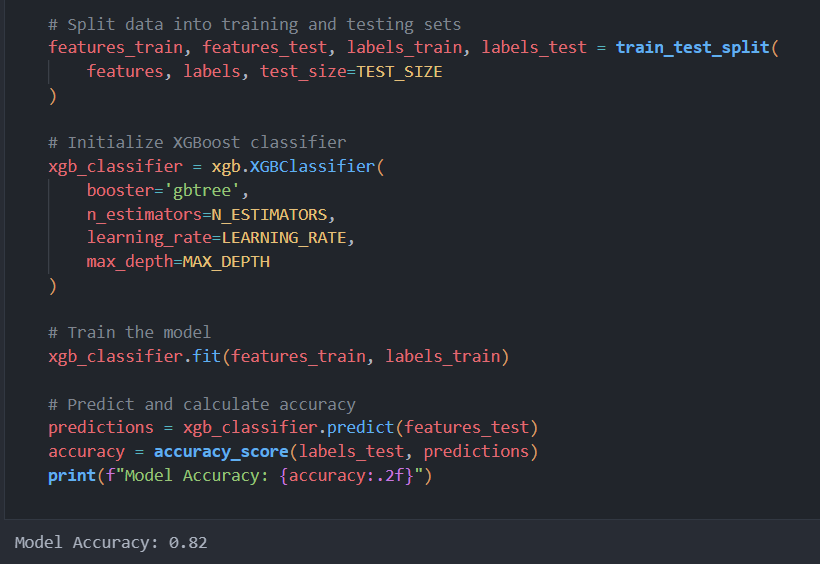 # Split data into training and testing sets
features_train, features_test, labels_train, labels_test = train_test_split(
    features, labels, test_size=TEST_SIZE
)
# Initialize XGBoost classifier
xgb_classifier = xgb.XGBClassifier(
    booster='gbtree',
    n_estimators=N_ESTIMATORS,
    learning_rate=LEARNING_RATE,
    max_depth=MAX_DEPTH
)
# Train the model
xgb_classifier.fit(features_train, labels_train)
# Predict and calculate accuracy
predictions = xgb_classifier.predict(features_test)
accuracy = accuracy_score(labels_test, predictions)
print(f"Model Accuracy: {accuracy:.2f}")
Model Accuracy: 0.82